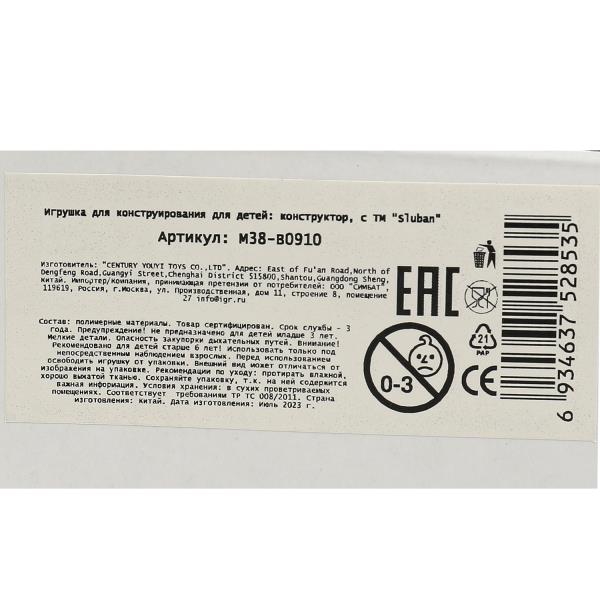 Игрушка для конструирования для детей: конструктор, с ТМ "Sluban"
Артикул: M38-B0910
Изготовитель: "CENTURY YOUYI TOYS CO.,LTD". Адрес: East of Fu'an Road,North of
Dengfeng Road,Guangyi Street,Chenghai District 515800,Shantou,Guangdong Sheng,
Китай. Импортер/компания, принимающая претензии от потребителей: ООО "СИМБАТ",
119619, Россия, г.Москва, ул. Производственная, дом 11, строение 8, помещение
27 info@igr.ru
Состав: полимерные материалы. Товар сертифицирован. Срок службы - 3
года. Предупреждение! Не предназначено для детей младше 3 лет.
Мелкие детали. Опасность закупорки дыхательных путей. Внимание!
Рекомендовано для детей старше 6 лет! Использовать только под
непосредственным наблюдением взрослых. Перед использованием
освободить игрушку от упаковки. Внешний вид может отличаться от
изображения на упаковке. Рекомендации по уходу: протирать влажной,
хорошо выжатой тканью. Сохраняйте упаковку, т.к. на ней содержится
важная информация. Условия хранения: в сухих проветриваемых
помещениях. Соответствует требованиям ТР ТС 008/2011. Страна
изготовления: Китай. Дата изготовления: Июль 2023 г.
EAC
0-3
21
PAP
CE
6 934637 528535